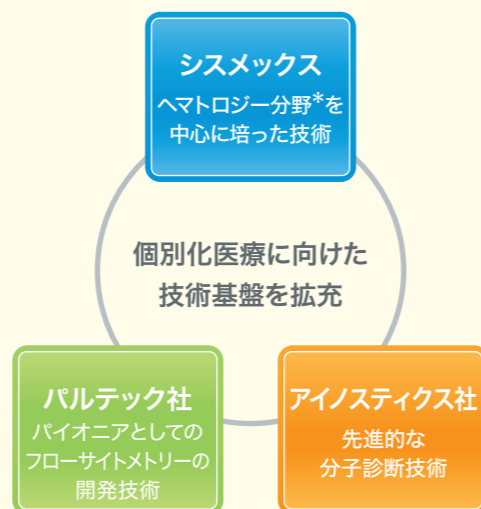 シスメックス
ヘマトロジー分野*を
中心に培った技術
個別化医療に向けた
技術基盤を拡充
パルテック社
パイオニアとしての
フローサイトメトリーの
開発技術
アイノスティクス社
先進的な
分子診断技術